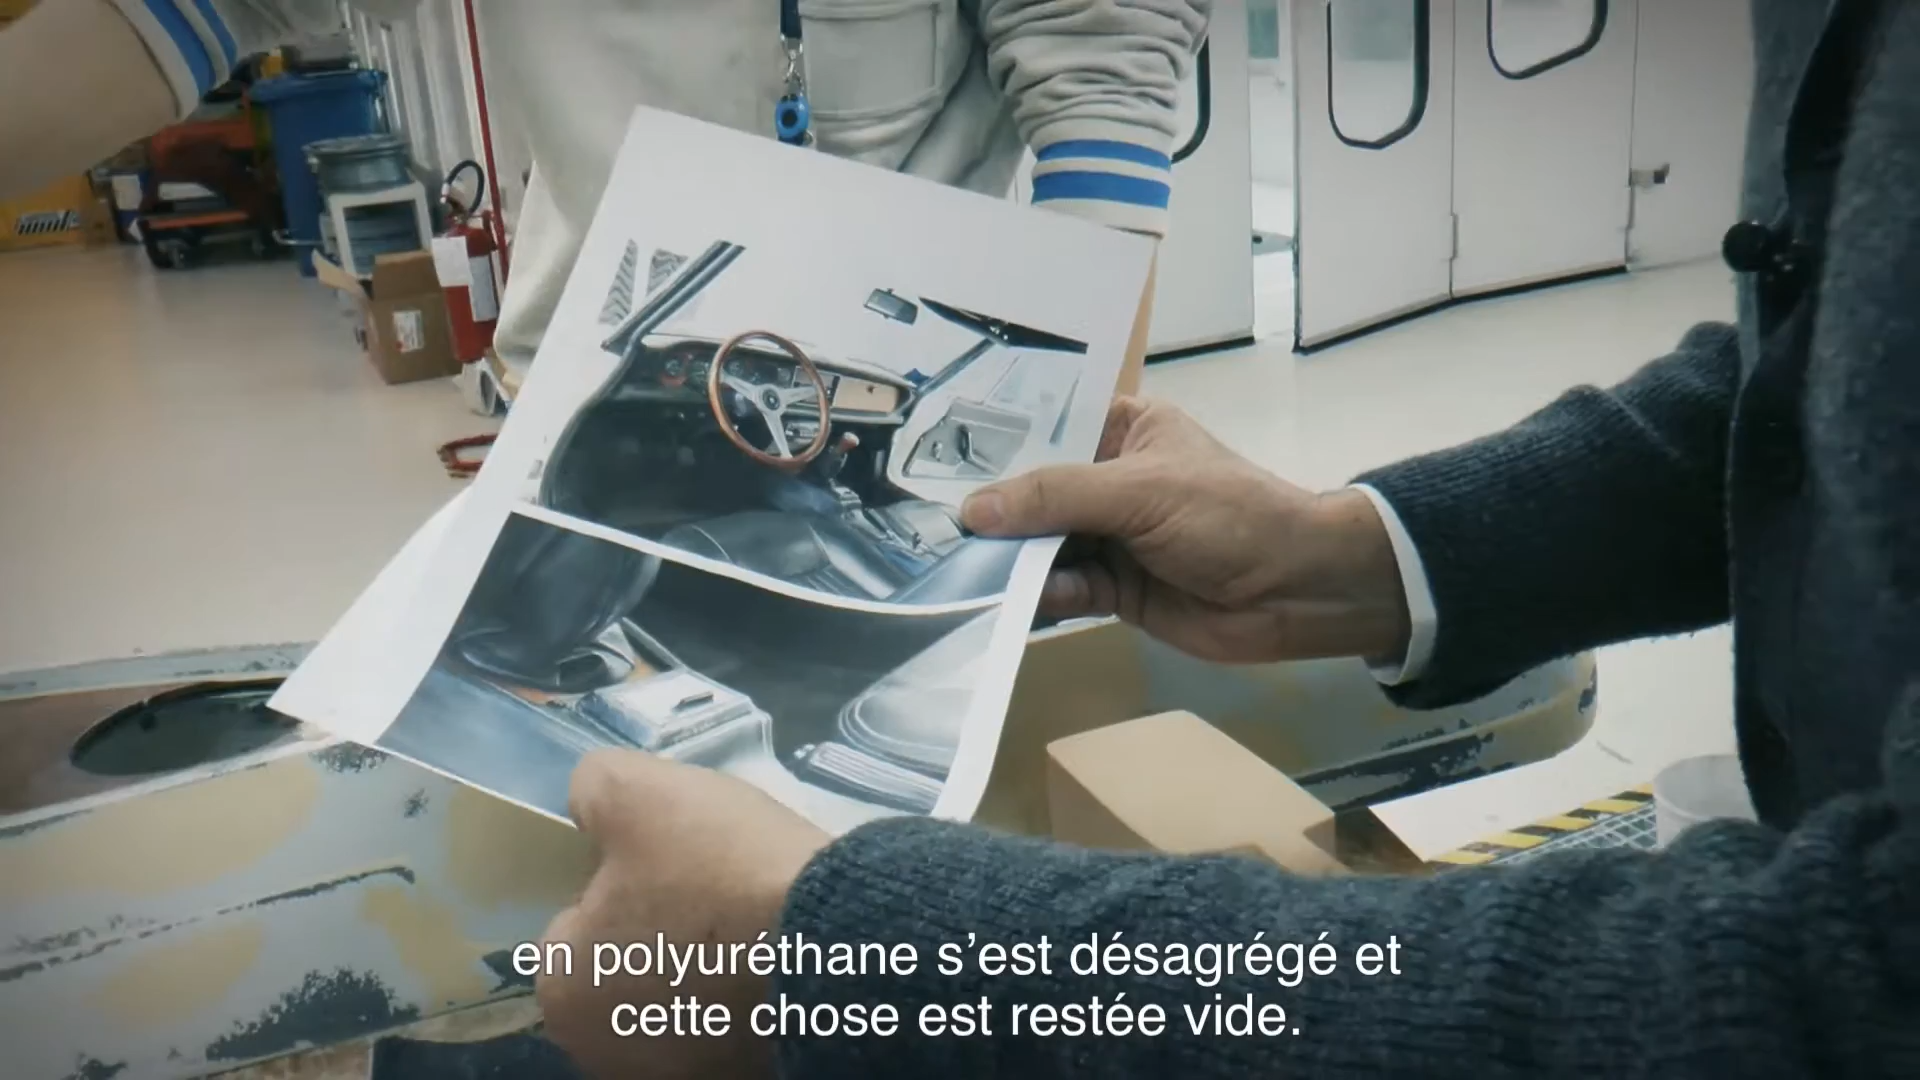 en polyuréthane s’est désagrégé et
cette chose est restée vide.